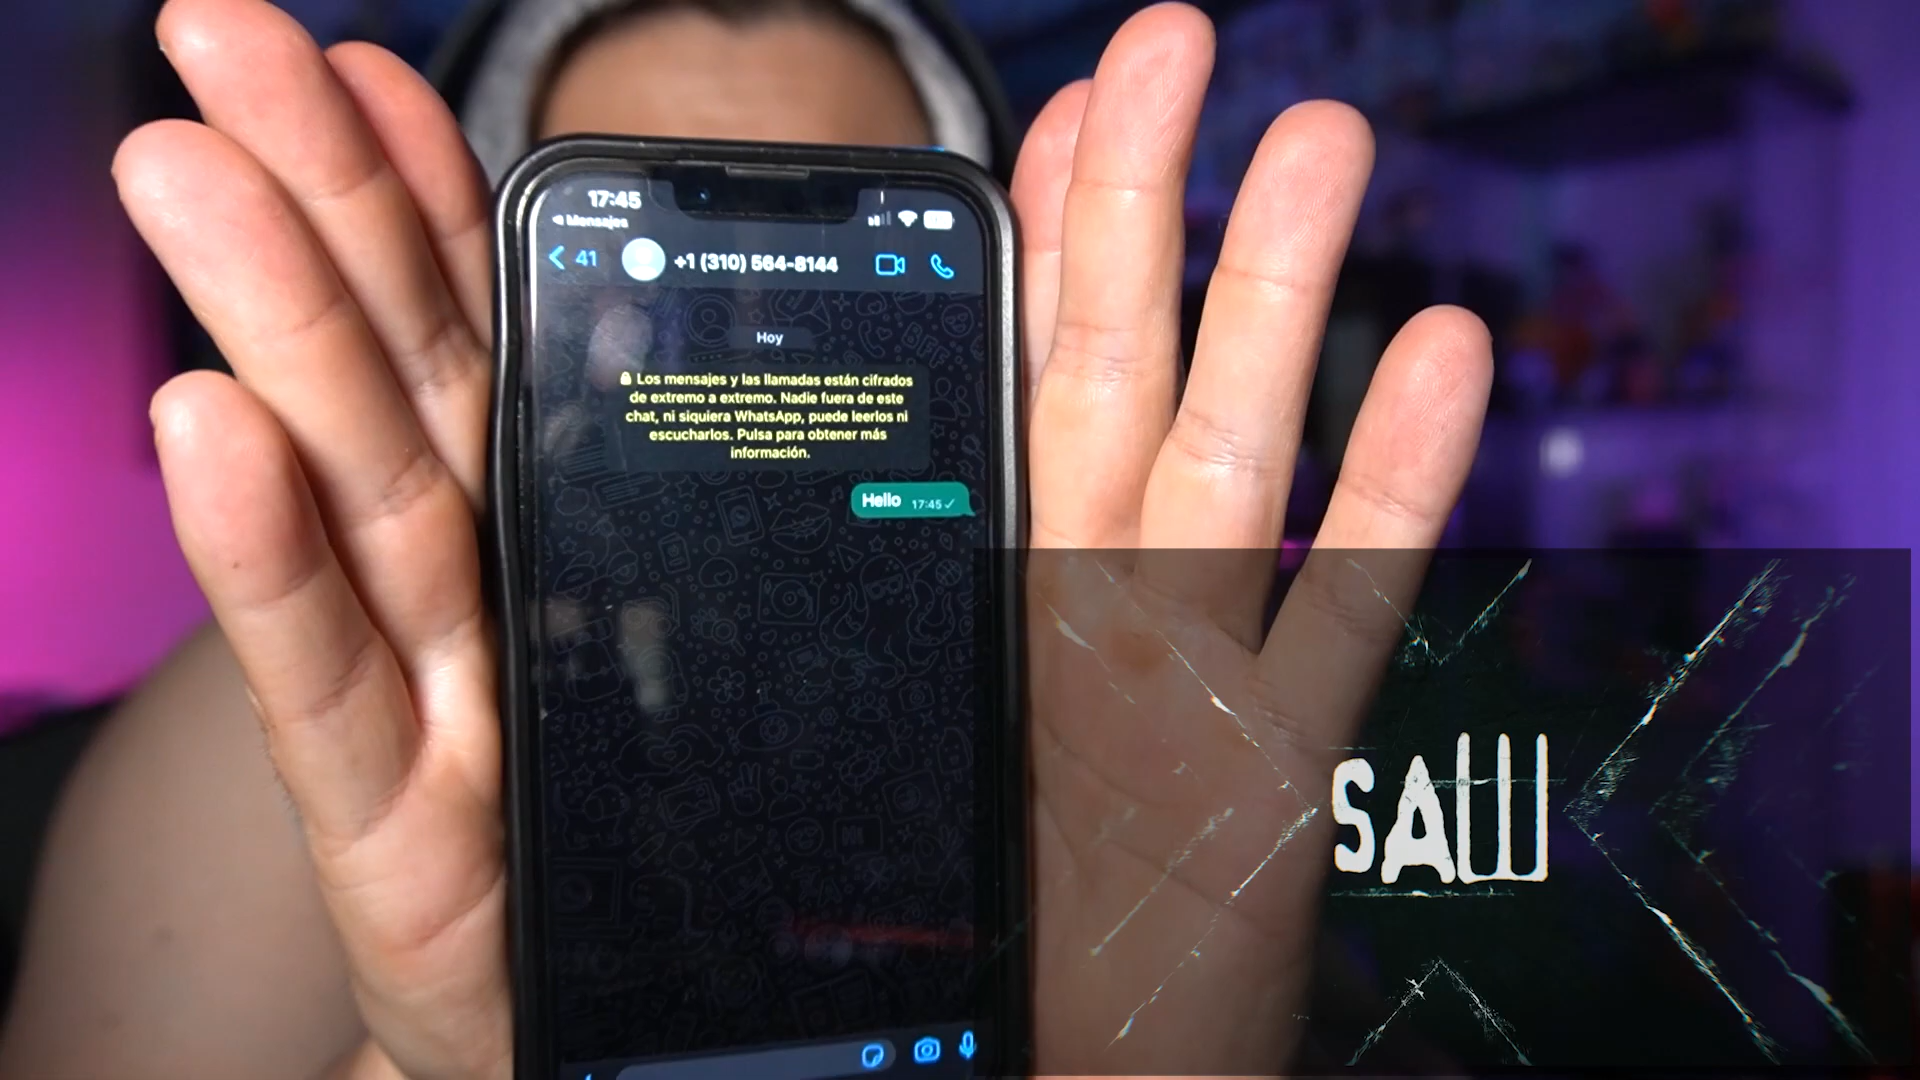 17:45
Mensajes
41
+1 (310) 564-8144
Hoy
Los mensajes y las llamadas están cifrados
de extremo a extremo. Nadie fuera de este
chat, ni siquiera WhatsApp, puede leerlos ni
escucharlos. Pulsa para obtener más
información.
Hello 17:45
SAW